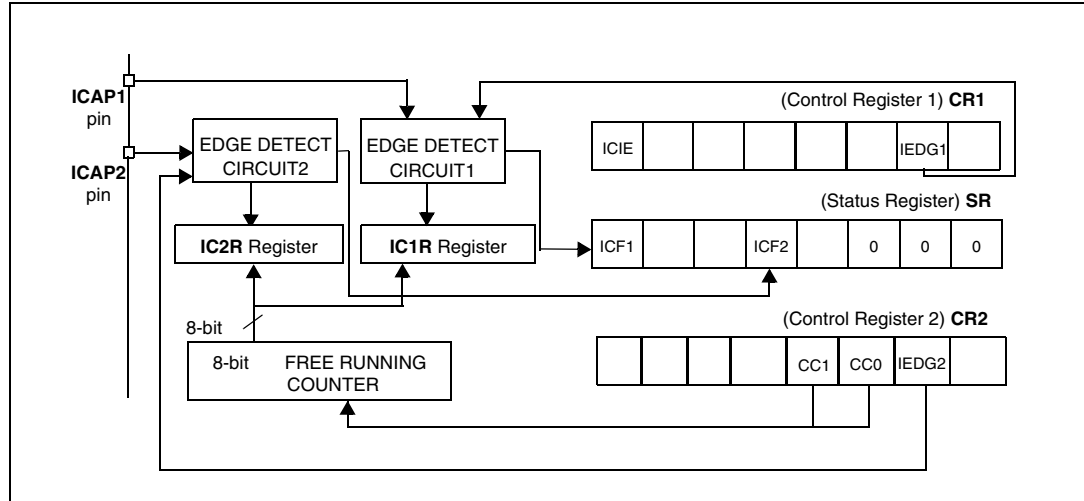 ICAP1
pin
ICAP2
pin
EDGE DETECT
CIRCUIT2
EDGE DETECT
CIRCUIT1
IC2R Register
IC1R Register
8-bit
8-bit FREE RUNNING
COUNTER
(Control Register 1) CR1
ICIE IEDG1
(Status Register) SR
ICF1 ICF2 0 0 0
(Control Register 2) CR2
CC1 CC0 IEDG2